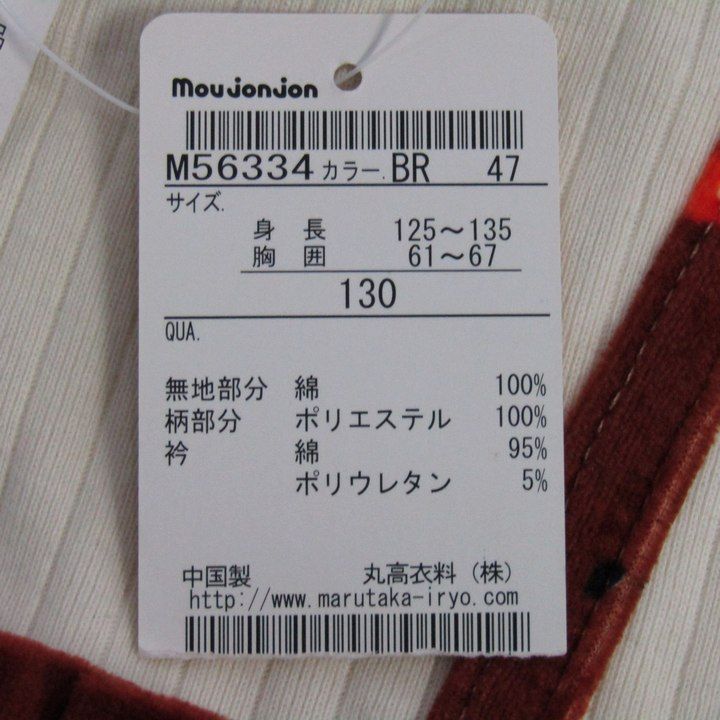 moujonjon
M56334 カラー. BR 47
サイズ.
身 長 125～135
胸 囲 61～67
130
QUA.
無地部分 綿 100%
柄部分 ポリエステル 100%
衿 綿 95%
ポリウレタン 5%
中国製 丸高衣料（株）
http://www.marutaka-iryo.com